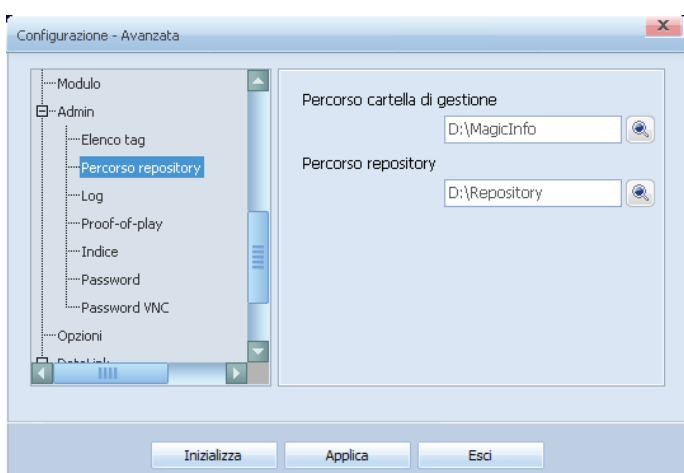 Configurazione - Avanzata
x
Modulo
Admin
Elenco tag
Percorso repository
Log
Proof-of-play
Indice
Password
Password VNC
Opzioni
DataLink
Percorso cartella di gestione
D:\MagicInfo
Percorso repository
D:\Repository
Inizializza
Applica
Esci